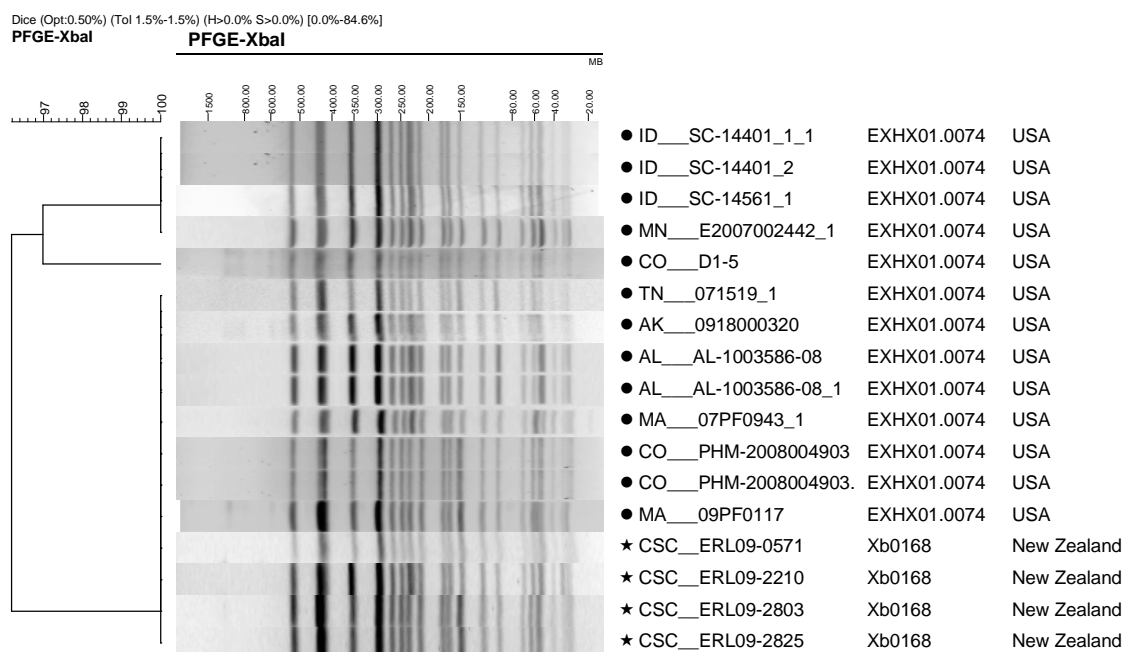 Dice (Opt:0.50%) (Tol 1.5%-1.5%) (H>0.0% S>0.0%) [0.0%-84.6%]
PFGE-XbaI PFGE-XbaI
MB
97 98 99 100 1500 800.00 600.00 500.00 400.00 350.00 300.00 250.00 200.00 150.00 80.00 60.00 40.00 20.00
● ID___SC-14401_1_1 EXHX01.0074 USA
● ID___SC-14401_2 EXHX01.0074 USA
● ID___SC-14561_1 EXHX01.0074 USA
● MN___E2007002442_1 EXHX01.0074 USA
● CO___D1-5 EXHX01.0074 USA
● TN___071519_1 EXHX01.0074 USA
● AK___0918000320 EXHX01.0074 USA
● AL___AL-1003586-08 EXHX01.0074 USA
● AL___AL-1003586-08_1 EXHX01.0074 USA
● MA___07PF0943_1 EXHX01.0074 USA
● CO___PHM-2008004903 EXHX01.0074 USA
● CO___PHM-2008004903. EXHX01.0074 USA
● MA___09PF0117 EXHX01.0074 USA
★ CSC__ERL09-0571 Xb0168 New Zealand
★ CSC__ERL09-2210 Xb0168 New Zealand
★ CSC__ERL09-2803 Xb0168 New Zealand
★ CSC__ERL09-2825 Xb0168 New Zealand